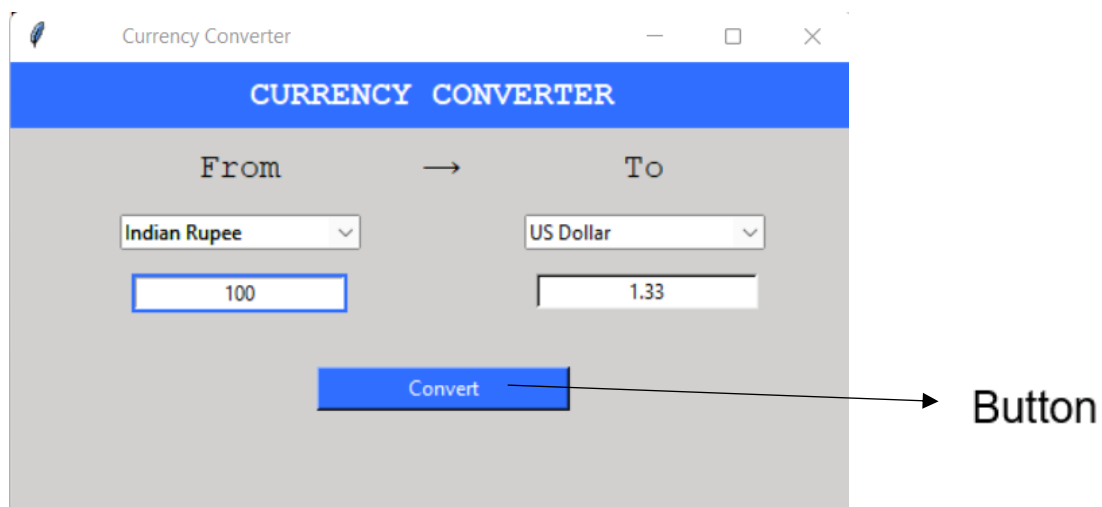 Currency Converter
CURRENCY CONVERTER
From → To
Indian Rupee US Dollar
100 1.33
Convert
Button